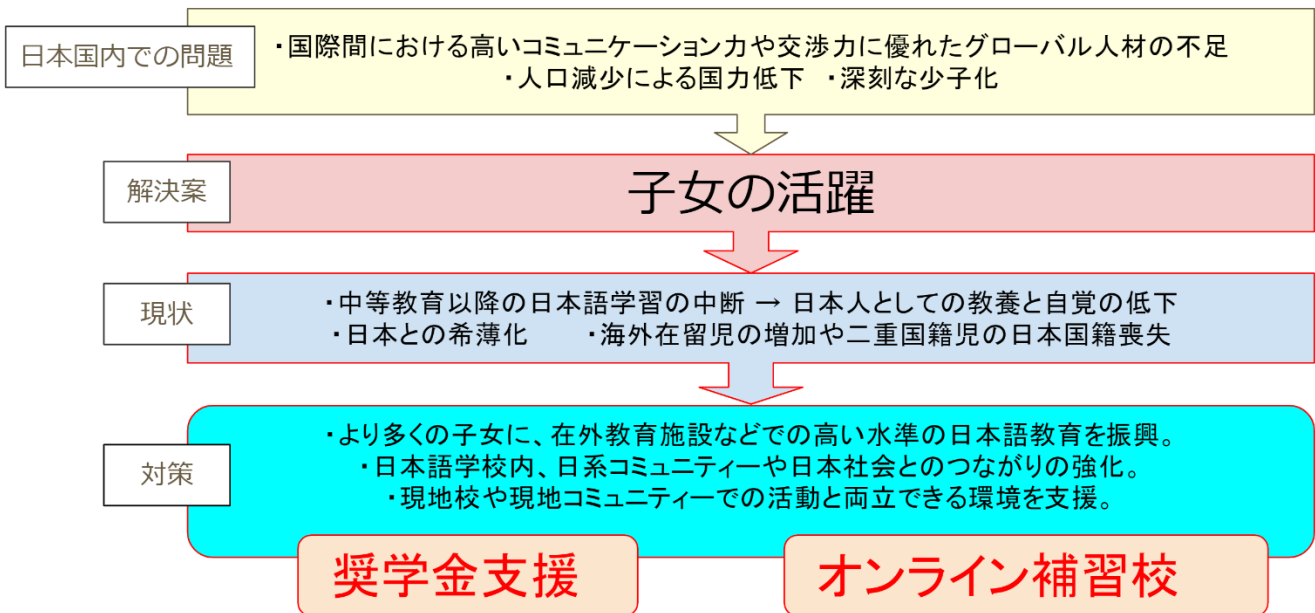 日本国内での問題
・国際間における高いコミュニケーション力や交渉力に優れたグローバル人材の不足
・人口減少による国力低下 ・深刻な少子化
解決案
子女の活躍
現状
・中等教育以降の日本語学習の中断 → 日本人としての教養と自覚の低下
・日本との希薄化 ・海外在留児の増加や二重国籍児の日本国籍喪失
対策
・より多くの子女に、在外教育施設などでの高い水準の日本語教育を振興。
・日本語学校内、日系コミュニティーや日本社会とのつながりの強化。
・現地校や現地コミュニティーでの活動と両立できる環境を支援。
奨学金支援
オンライン補習校